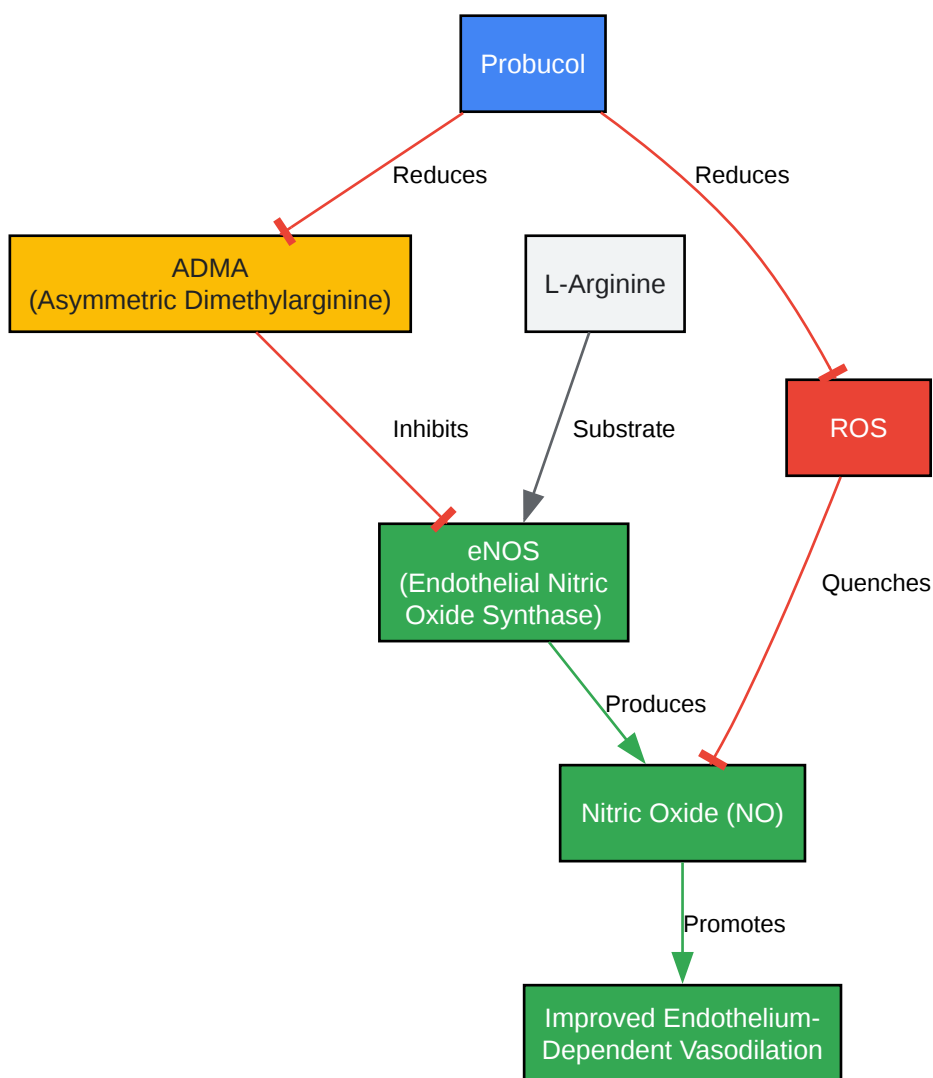 Probucol
Reduces
Reduces
ADMA
(Asymmetric Dimethylarginine)
L-Arginine
ROS
Inhibits
Substrate
eNOS
(Endothelial Nitric
Oxide Synthase)
Quenches
Produces
Nitric Oxide (NO)
Promotes
Improved Endothelium-
Dependent Vasodilation